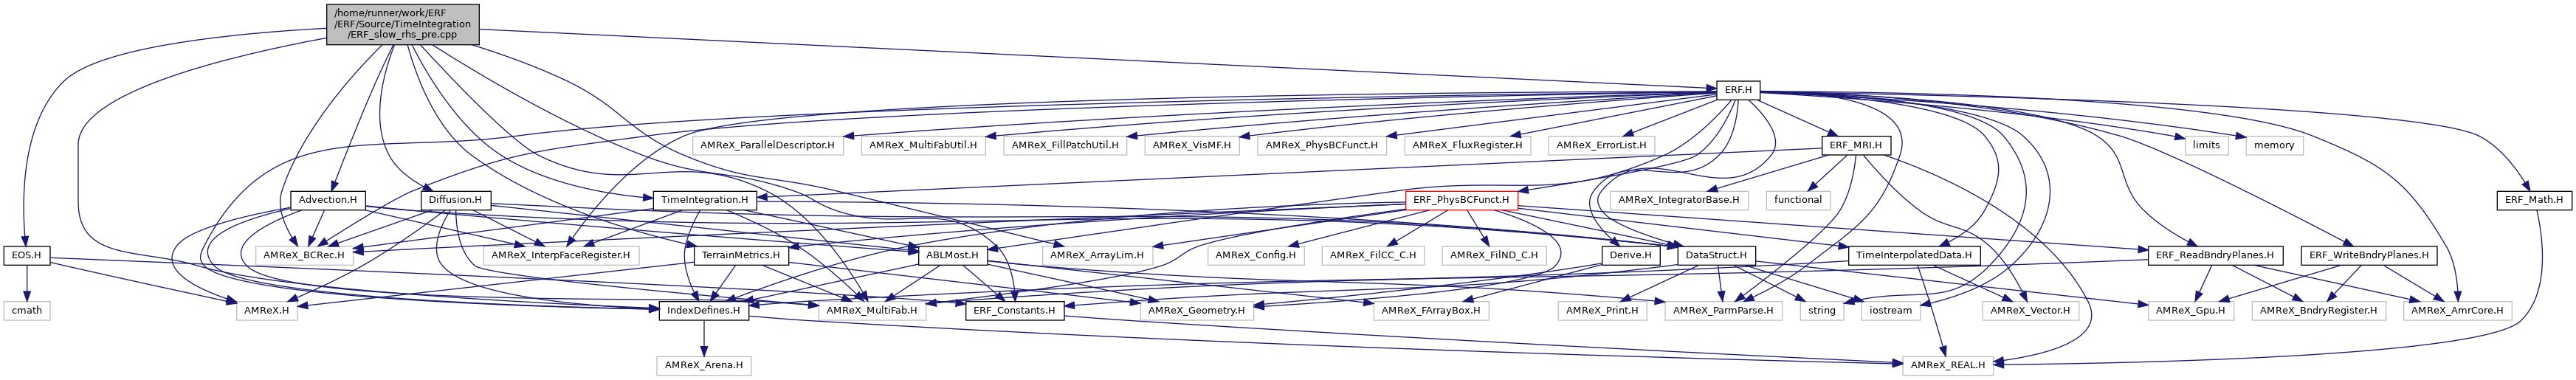 /home/runner/work/ERF
/ERF/Source/TimeIntegration
/ERF_slow_rhs_pre.cpp
ERF.H
AMReX_ParallelDescriptor.H
AMReX_MultiFabUtil.H
AMReX_FillPatchUtil.H
AMReX_VisMF.H
AMReX_PhysBCFunct.H
AMReX_FluxRegister.H
AMReX_ErrorList.H
ERF_MRI.H
limits
memory
Advection.H
Diffusion.H
TimeIntegration.H
ERF_PhysBCFunct.H
AMReX_IntegratorBase.H
functional
ERF_Math.H
EOS.H
AMReX_BCRec.H
AMReX_InterpFaceRegister.H
TerrainMetrics.H
ABLMost.H
AMReX_ArrayLim.H
AMReX_Config.H
AMReX_FilCC_C.H
AMReX_FilND_C.H
Derive.H
DataStruct.H
TimeInterpolatedData.H
ERF_ReadBndryPlanes.H
ERF_WriteBndryPlanes.H
cmath
AMReX.H
IndexDefines.H
AMReX_MultiFab.H
ERF_Constants.H
AMReX_Geometry.H
AMReX_FArrayBox.H
AMReX_Print.H
AMReX_ParmParse.H
string
iostream
AMReX_Vector.H
AMReX_Gpu.H
AMReX_BndryRegister.H
AMReX_AmrCore.H
AMReX_Arena.H
AMReX_REAL.H